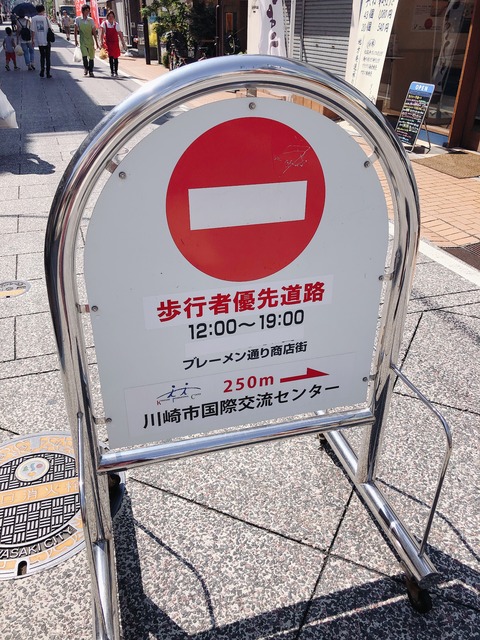 歩行者優先道路
12:00〜19:00
ブレーメン通り商店街
250m
川崎市国際交流センター
OPEN